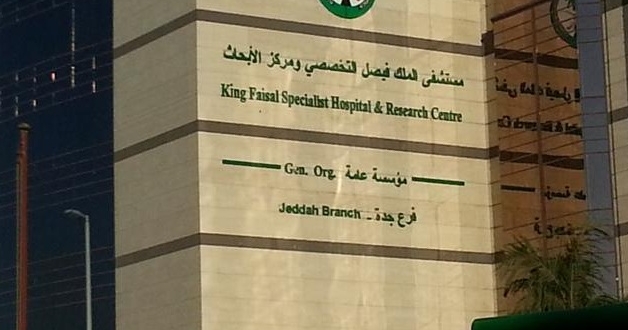 مستشفى الملك فيصل التخصصي ومركز الأبحاث
King Faisal Specialist Hospital & Research Centre
Gen. Org. مؤسسة عامة
Jeddah Branch - فرع جدة